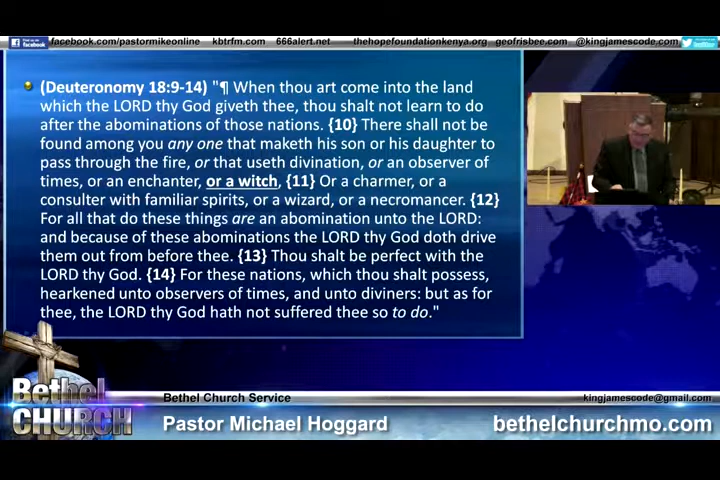 Find us on facebook facebook.com/pastormikeonline kbtrfm.com 666alert.net thehopefoundationkenya.org geofrisbee.com @kingjamescode_com twitter
(Deuteronomy 18:9-14) "¶ When thou art come into the land
which the LORD thy God giveth thee, thou shalt not learn to do
after the abominations of those nations. {10} There shall not be
found among you any one that maketh his son or his daughter to
pass through the fire, or that useth divination, or an observer of
times, or an enchanter, or a witch, {11} Or a charmer, or a
consulter with familiar spirits, or a wizard, or a necromancer. {12}
For all that do these things are an abomination unto the LORD:
and because of these abominations the LORD thy God doth drive
them out from before thee. {13} Thou shalt be perfect with the
LORD thy God. {14} For these nations, which thou shalt possess,
hearkened unto observers of times, and unto diviners: but as for
thee, the LORD thy God hath not suffered thee so to do."
Bethel
CHURCH
Bethel Church Service kingjamescode@gmail.com
Pastor Michael Hoggard bethelchurchmo.com